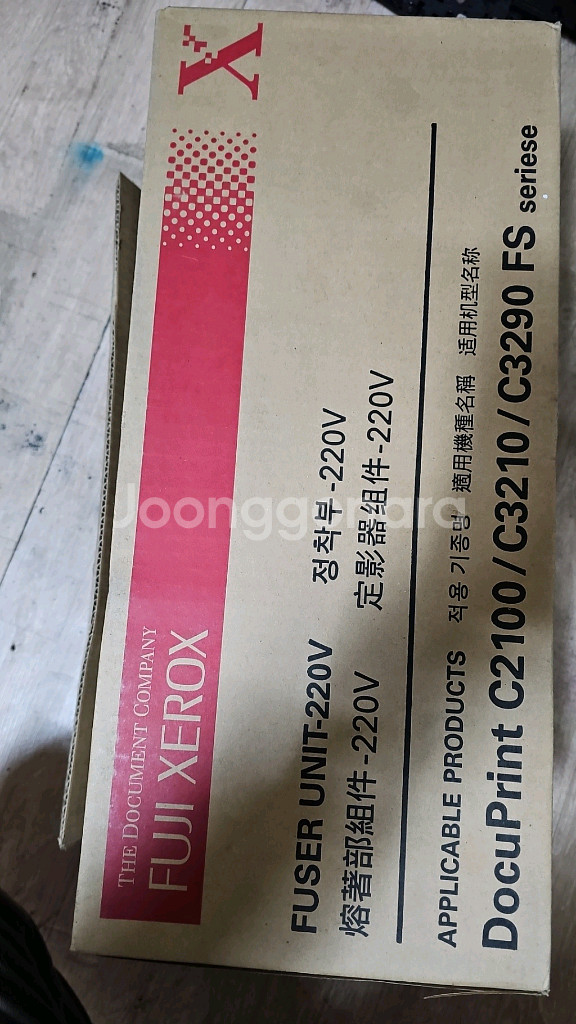 THE DOCUMENT COMPANY
FUJI XEROX
X
FUSER UNIT-220V 정착부-220V
熔著部組件-220V 定影器組件-220V
APPLICABLE PRODUCTS 적용 기종명 適用機種名稱 适用机型名称
DocuPrint C2100/C3210/C3290 FS seriese
Joonggonara